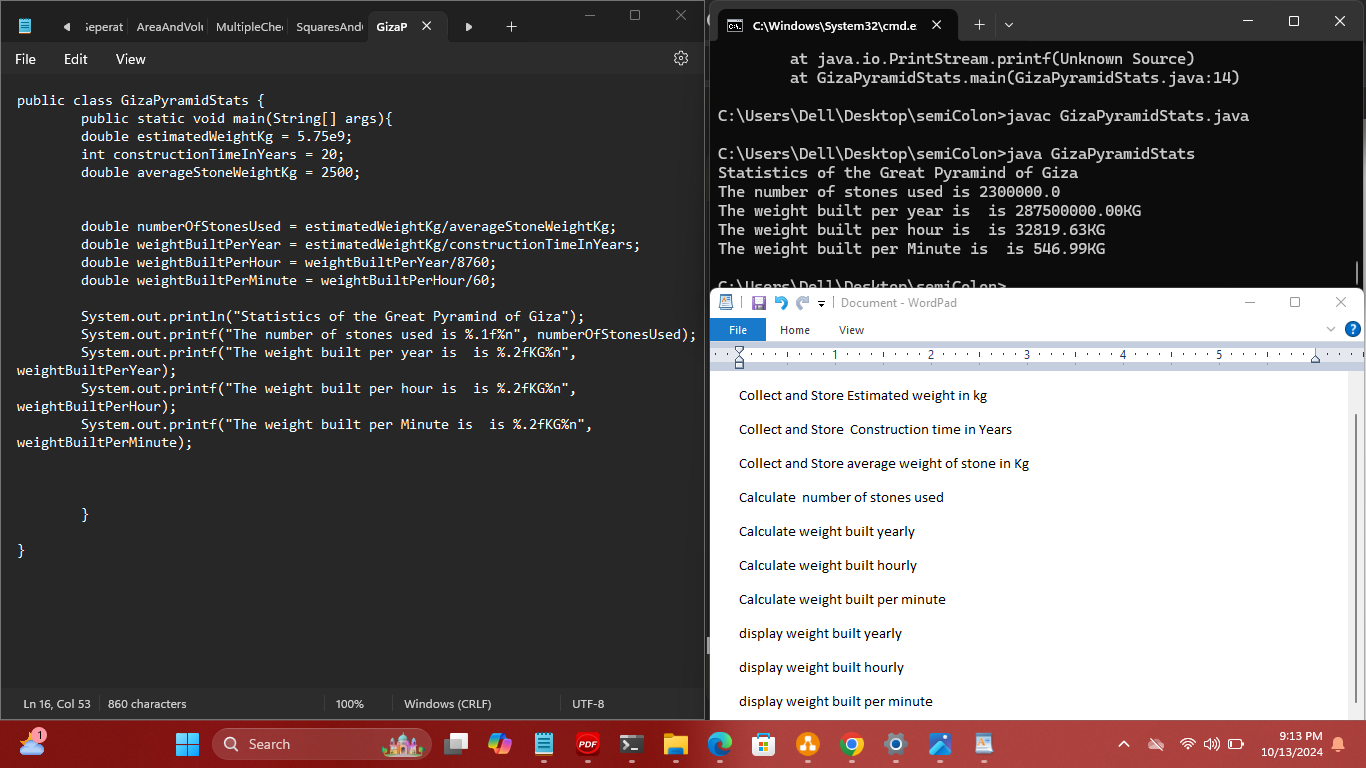 Seperat
AreaAndVolu
MultipleChe
SquaresAnd
GizaP
File Edit View
public class GizaPyramidStats {
public static void main(String[] args){
double estimatedWeightKg = 5.75e9;
int constructionTimeInYears = 20;
double averageStoneWeightKg = 2500;
double numberOfStonesUsed = estimatedWeightKg/averageStoneWeightKg;
double weightBuiltPerYear = estimatedWeightKg/constructionTimeInYears;
double weightBuiltPerHour = weightBuiltPerYear/8760;
double weightBuiltPerMinute = weightBuiltPerHour/60;
System.out.println("Statistics of the Great Pyramind of Giza");
System.out.printf("The number of stones used is %.1f%n", numberOfStonesUsed);
System.out.printf("The weight built per year is  is %.2fKG%n",
weightBuiltPerYear);
System.out.printf("The weight built per hour is  is %.2fKG%n",
weightBuiltPerHour);
System.out.printf("The weight built per Minute is  is %.2fKG%n",
weightBuiltPerMinute);
}
}
Ln 16, Col 53 860 characters 100% Windows (CRLF) UTF-8
C:\Windows\System32\cmd.e
at java.io.PrintStream.printf(Unknown Source)
at GizaPyramidStats.main(GizaPyramidStats.java:14)
C:\Users\Dell\Desktop\semiColon>javac GizaPyramidStats.java
C:\Users\Dell\Desktop\semiColon>java GizaPyramidStats
Statistics of the Great Pyramind of Giza
The number of stones used is 2300000.0
The weight built per year is  is 287500000.00KG
The weight built per hour is  is 32819.63KG
The weight built per Minute is  is 546.99KG
C:\Users\Dell\Desktop\semiColon>
Document - WordPad
File Home View
1 2 3 4 5
Collect and Store Estimated weight in kg
Collect and Store  Construction time in Years
Collect and Store average weight of stone in Kg
Calculate  number of stones used
Calculate weight built yearly
Calculate weight built hourly
Calculate weight built per minute
display weight built yearly
display weight built hourly
display weight built per minute
1
Search
PDF
9:13 PM
10/13/2024